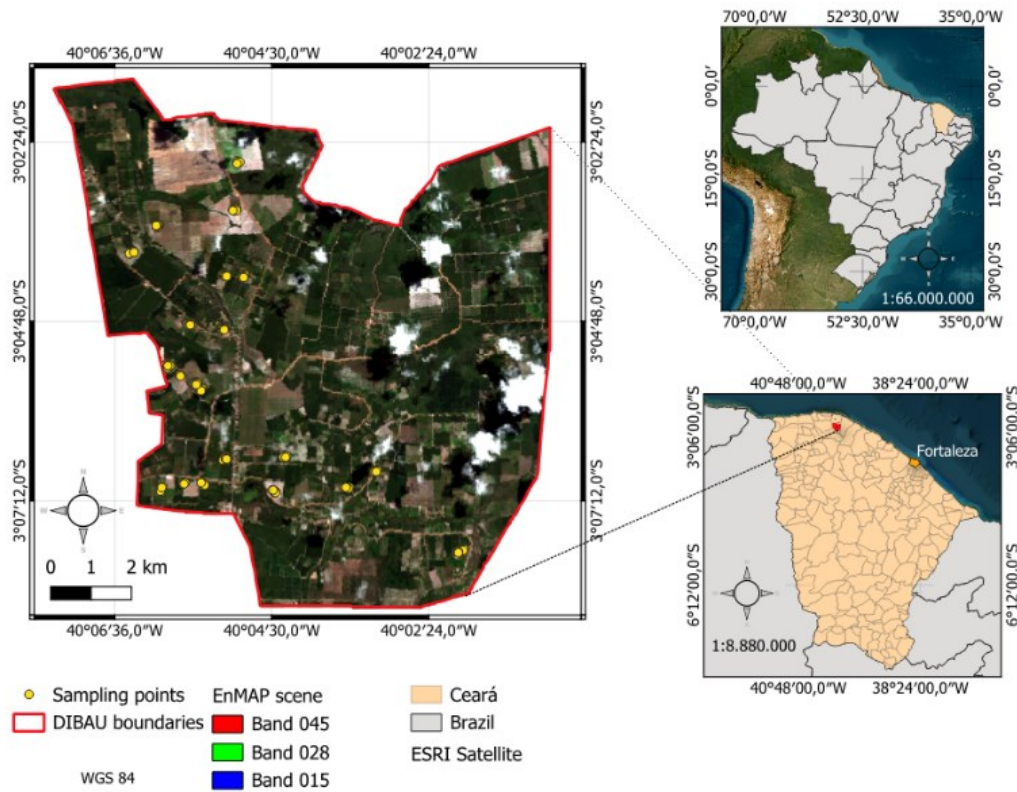 40°06′36,0″W 40°04′30,0″W 40°02′24,0″W
3°02′24,0″S 3°02′24,0″S
3°04′48,0″S 3°04′48,0″S
3°07′12,0″S 3°07′12,0″S
N
W E
S
0 1 2 km
40°06′36,0″W 40°04′30,0″W 40°02′24,0″W
70°0,0′W 52°30′W 35°0,0′W
0°0,0′ 0°0,0′
15°0,0′S 15°0,0′S
30°0,0′S 30°0,0′S
N
W E
S
1:66.000.000
70°0,0′W 52°30′W 35°0,0′W
40°48′00,0″W 38°24′00,0″W
3°06′00,0″S 3°06′00,0″S
Fortaleza
6°12′00,0″S 6°12′00,0″S
N
W E
S
1:8.880.000
40°48′00,0″W 38°24′00,0″W
Sampling points
DIBAU boundaries
WGS 84
EnMAP scene
Band 045
Band 028
Band 015
Ceará
Brazil
ESRI Satellite